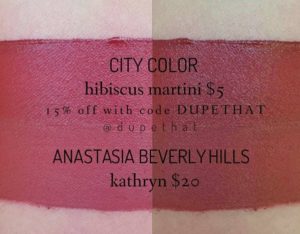 CITY COLOR
hibiscus martini $5
15% off with code DUPETHAT
@dupethat
ANASTASIA BEVERLY HILLS
kathryn $20